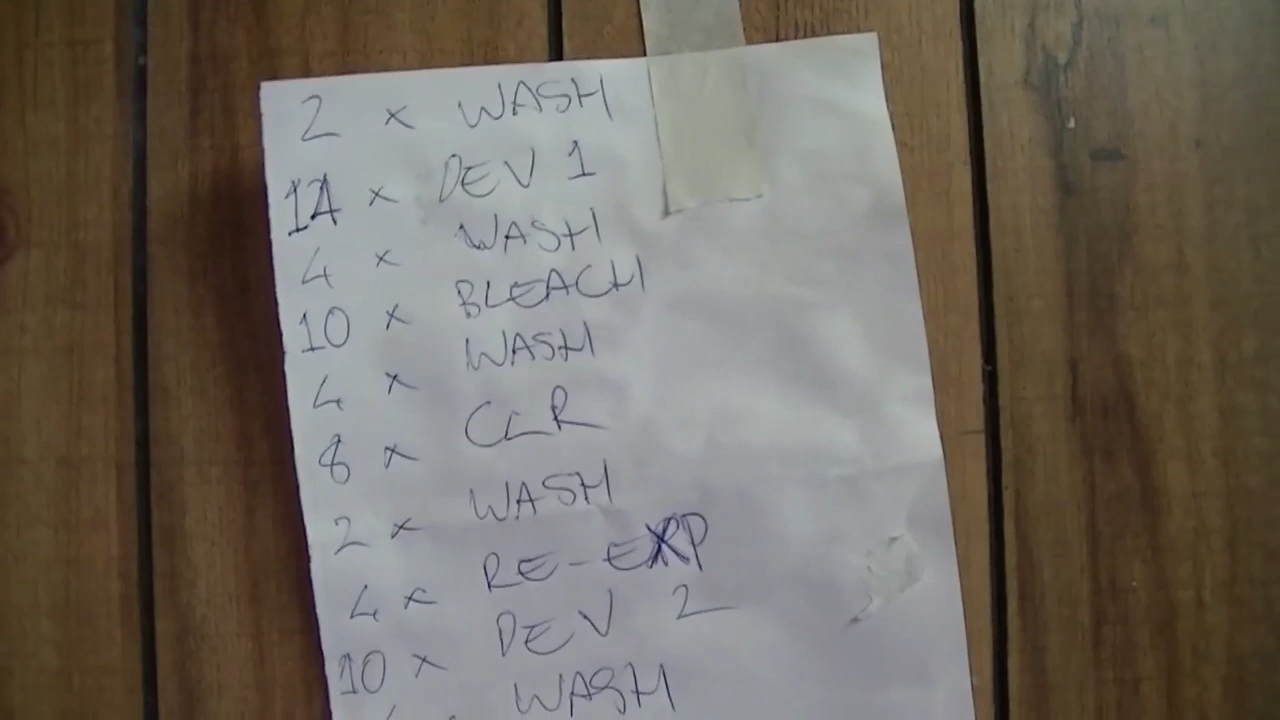 2 x WASH
14 x DEV 1
4 x WASH
10 x BLEACH
4 x WASH
8 x CLR
2 x WASH
4 x RE-EXP
10 x DEV 2
WASH